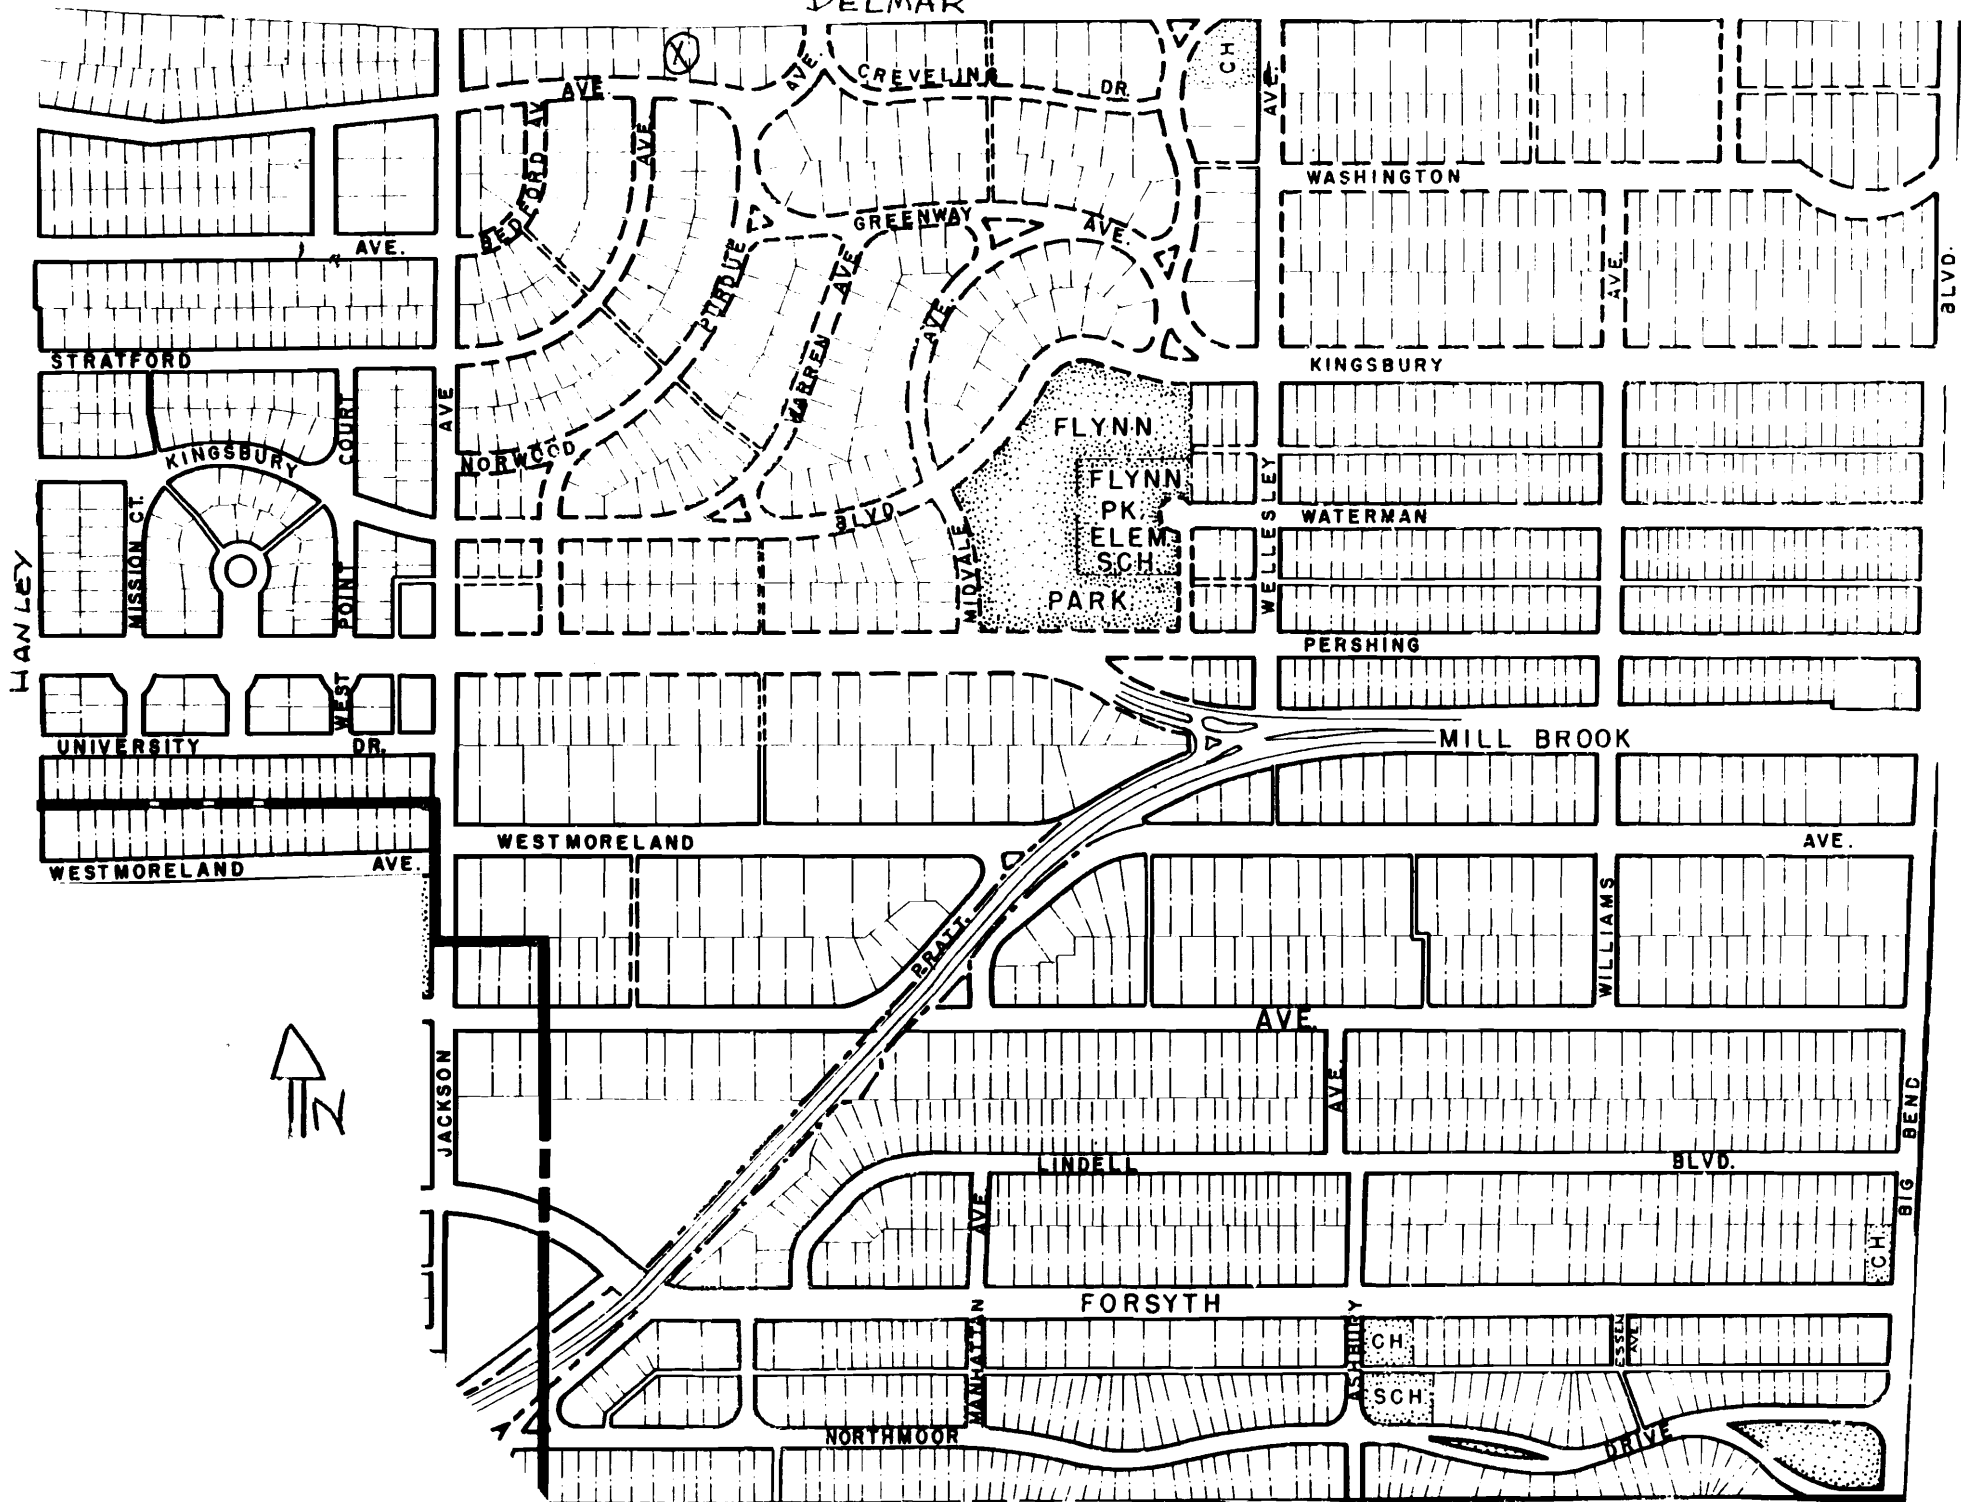 DELMAR
CH
AVE.
CREVELING
DR.
AVE.
AVE
BEDFORD AV
AVE.
WASHINGTON
GREENWAY
AVE.
AVE.
PURDUE
AVE
AVE.
BLVD.
STRATFORD
KINGSBURY
WARREN
AVE.
COURT
AVE
FLYNN
KINGSBURY
NORWOOD
FLYNN
PK.
ELEM.
SCH.
PARK
WELLESLEY
WATERMAN
BLVD.
MIDVALE
MISSION CT.
POINT
HANLEY
PERSHING
WEST
UNIVERSITY
DR.
MILL BROOK
WESTMORELAND
AVE.
WESTMORELAND
AVE.
WILLIAMS
PRATT.
AVE.
N
JACKSON
AVE.
BEND
LINDELL
BLVD.
BIG
AVE.
CH
FORSYTH
MANHATTAN
ASHBURY
CH.
ESSEN
AVE.
SCH.
NORTHMOOR
DRIVE